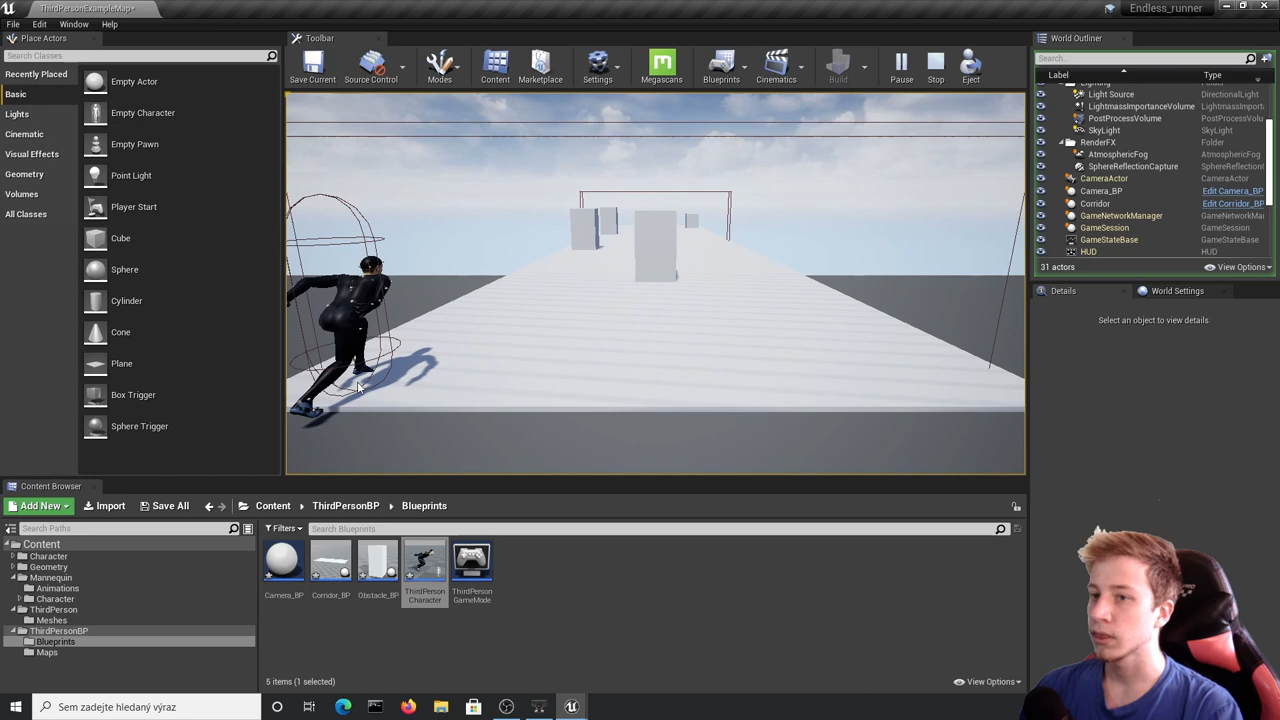 ThirdPersonExampleMap*
Endless_runner
File Edit Window Help
Place Actors
Search Classes
Recently Placed
Basic
Lights
Cinematic
Visual Effects
Geometry
Volumes
All Classes
Empty Actor
Empty Character
Empty Pawn
Point Light
Player Start
Cube
Sphere
Cylinder
Cone
Plane
Box Trigger
Sphere Trigger
Toolbar
Save Current
Source Control
Modes
Content
Marketplace
Settings
Megascans
Blueprints
Cinematics
Build
Pause
Stop
Eject
World Outliner
Search...
Label Type
Lighting Folder
Light Source DirectionalLight
LightmassImportanceVolume LightmassImport
PostProcessVolume PostProcessVolu
SkyLight SkyLight
RenderFX Folder
AtmosphericFog AtmosphericFog
SphereReflectionCapture SphereReflection
CameraActor CameraActor
Camera_BP Edit Camera_BP
Corridor Edit Corridor_BP
GameNetworkManager GameNetworkMa
GameSession GameSession
GameStateBase GameStateBase
HUD HUD
31 actors
View Options
Details
World Settings
Select an object to view details.
Content Browser
Add New
Import
Save All
Content
ThirdPersonBP
Blueprints
Search Paths
Filters
Search Blueprints
Content
Character
Geometry
Mannequin
Animations
Character
ThirdPerson
Meshes
ThirdPersonBP
Blueprints
Maps
Camera_BP
Corridor_BP
Obstacle_BP
ThirdPerson
Character
ThirdPerson
GameMode
5 items (1 selected)
View Options
Sem zadejte hledaný výraz